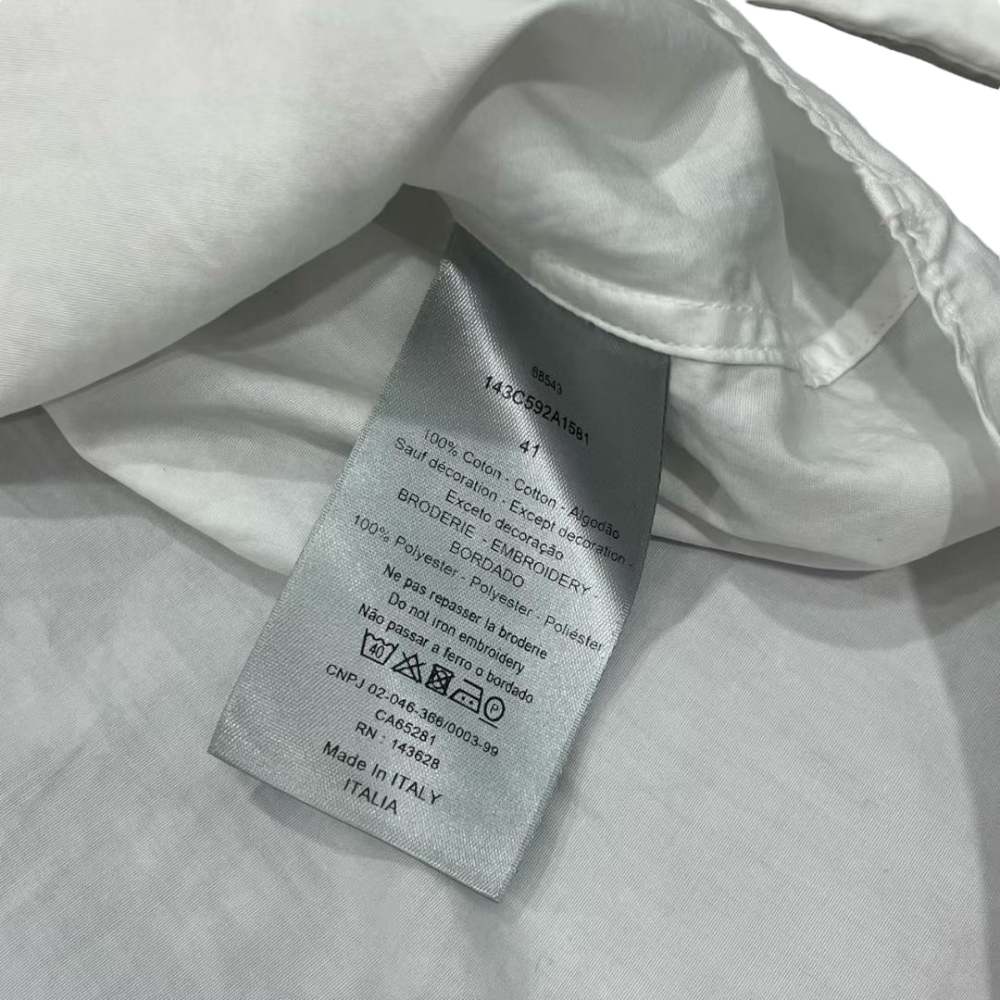 68543
143C592A1581
41
100% Coton - Cotton - Algodão
Sauf décoration - Except decoration -
Exceto decoração
BRODERIE - EMBROIDERY -
BORDADO
100% Polyester - Polyester - Poliéster
Ne pas repasser la broderie
Do not iron embroidery
Não passar a ferro o bordado
40 P
CNPJ 02-046-366/0003-99
CA65281
RN : 143628
Made In ITALY
ITALIA